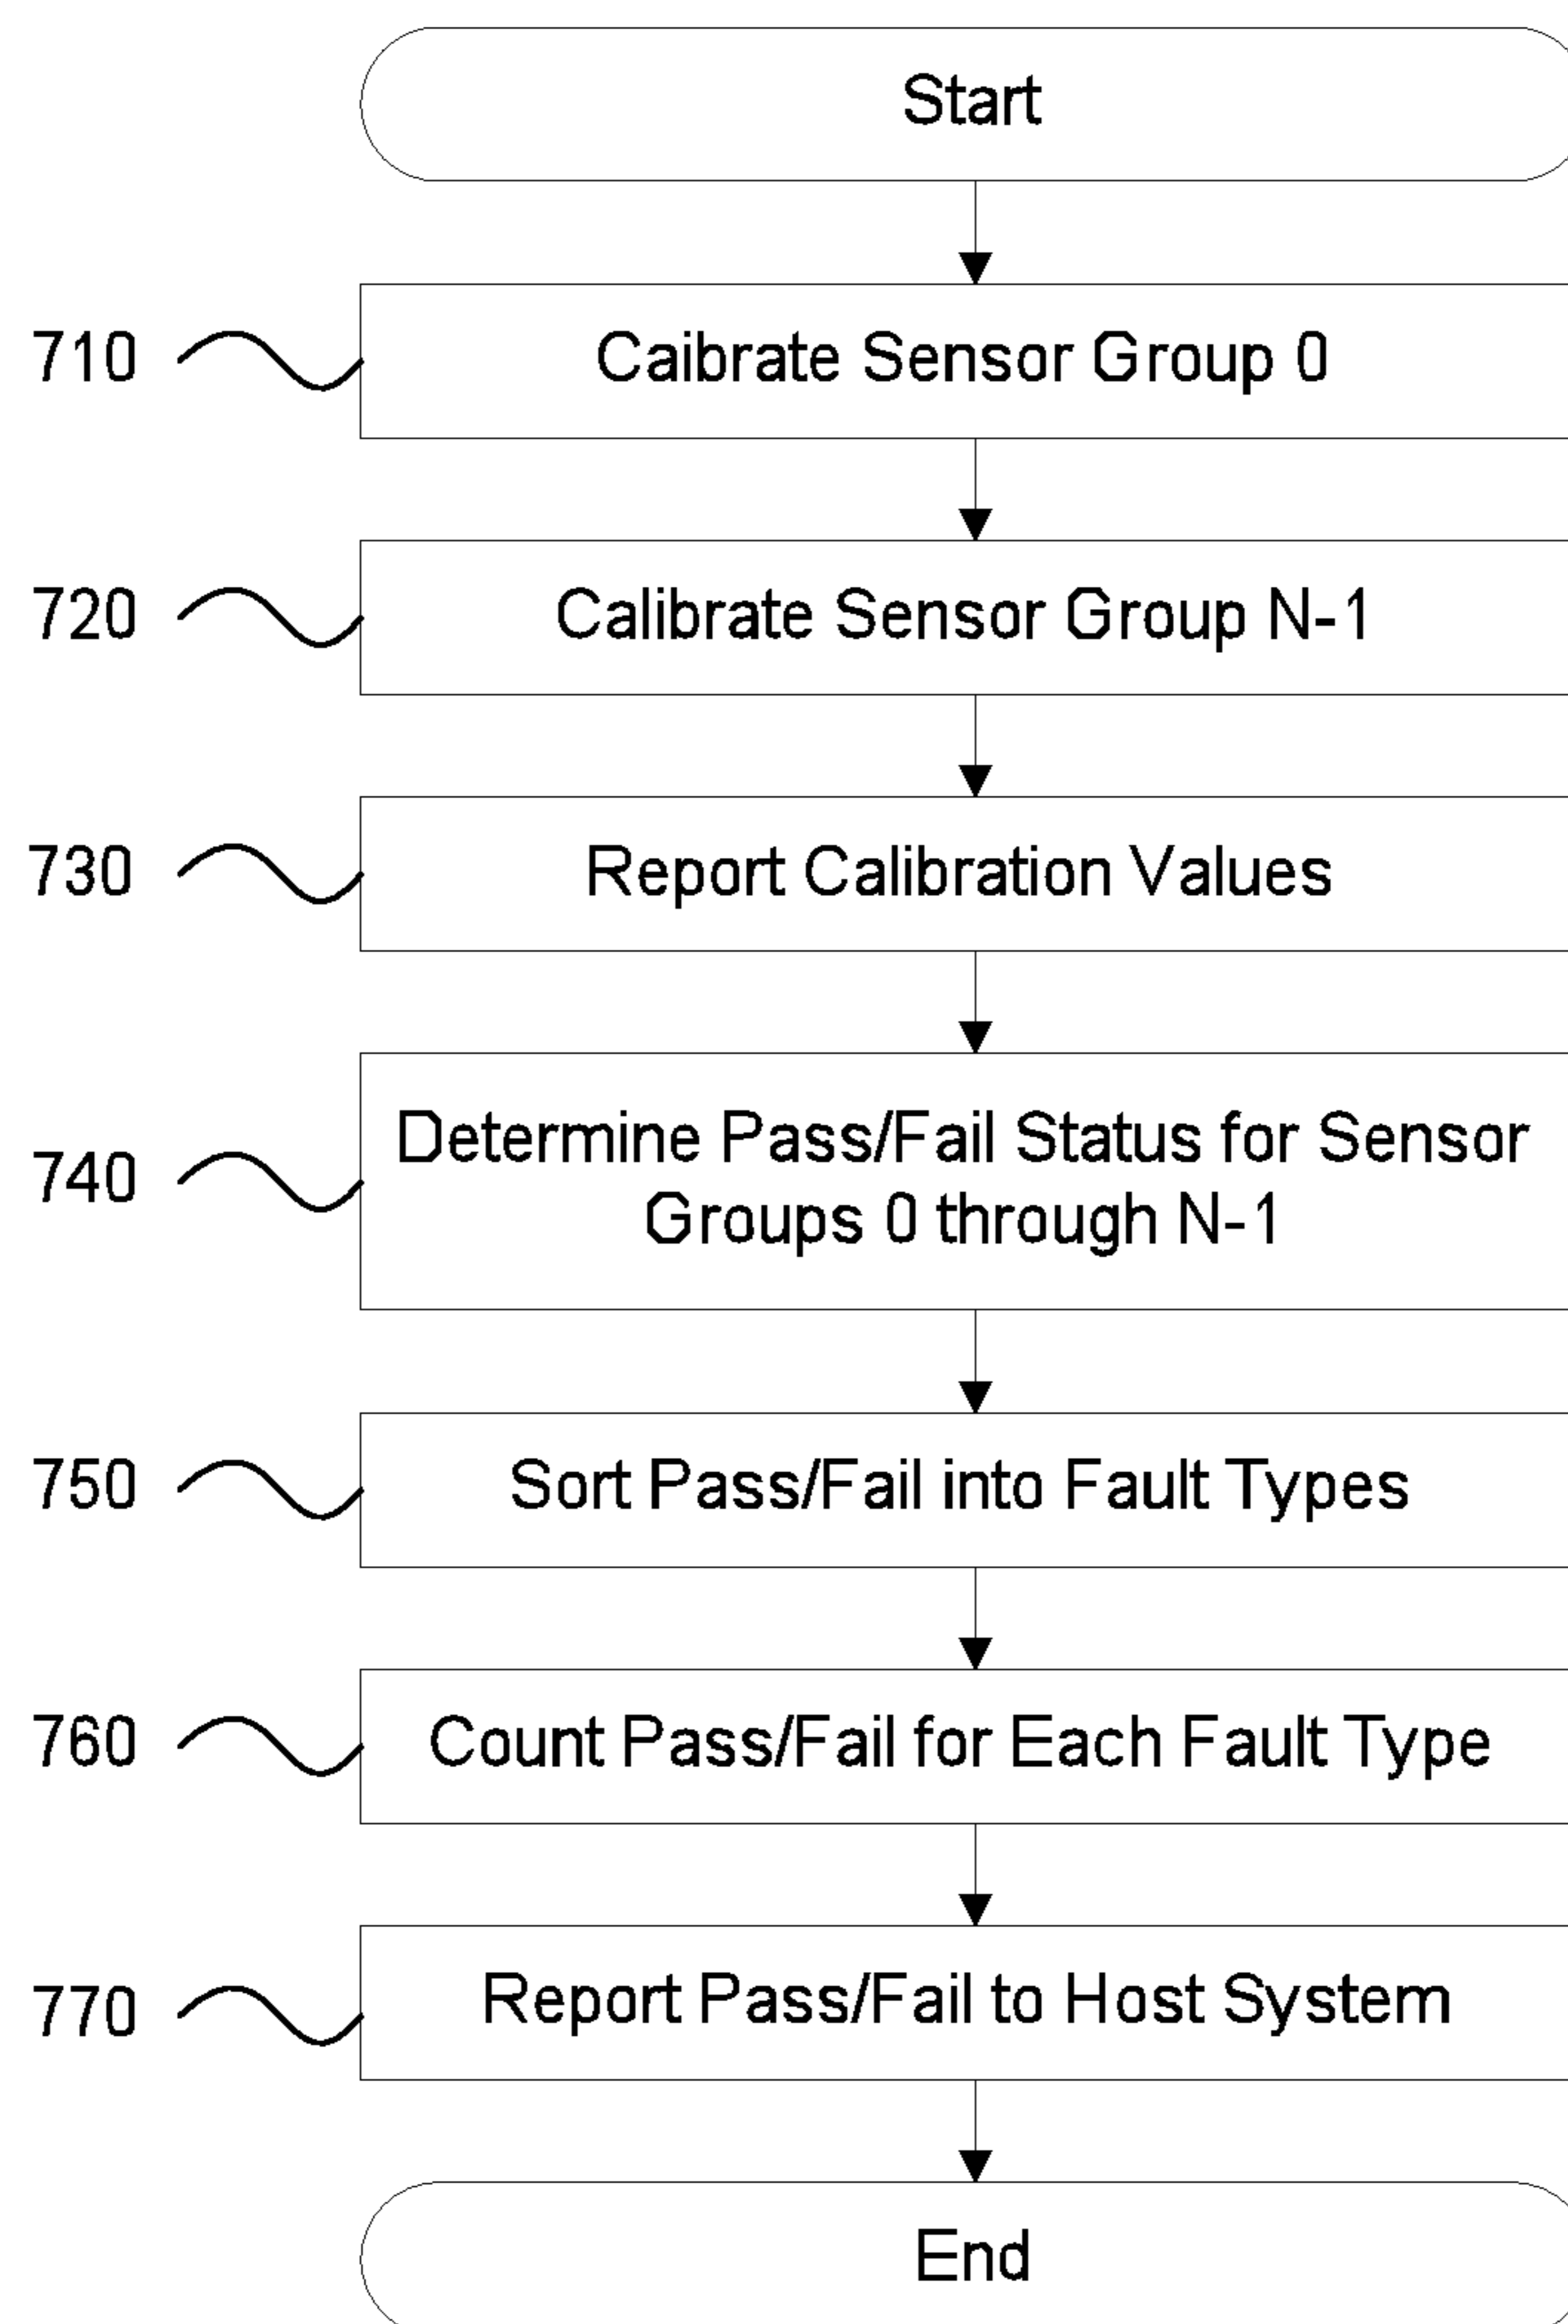 Start
710
Caibrate Sensor Group 0
720
Calibrate Sensor Group N-1
730
Report Calibration Values
740
Determine Pass/Fail Status for Sensor
Groups 0 through N-1
750
Sort Pass/Fail into Fault Types
760
Count Pass/Fail for Each Fault Type
770
Report Pass/Fail to Host System
End